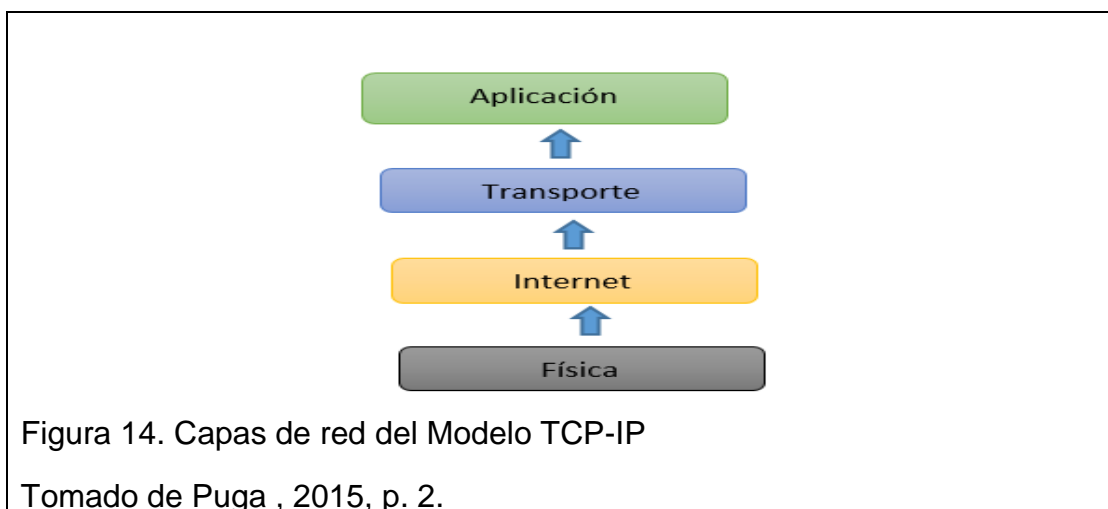 Aplicación
Transporte
Internet
Física
Figura 14. Capas de red del Modelo TCP-IP
Tomado de Puga , 2015, p. 2.